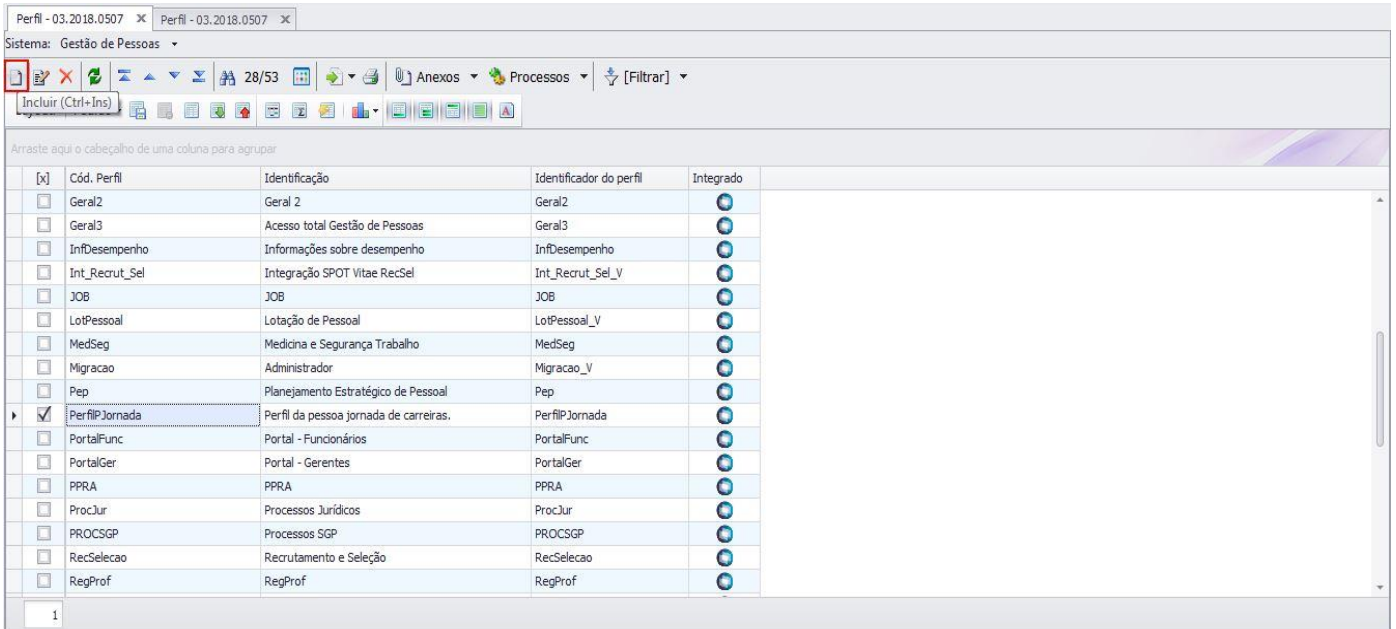 Perfil - 03.2018.0507 x Perfil - 03.2018.0507 x
Sistema: Gestão de Pessoas
28/53 Anexos Processos [Filtrar]
Incluir (Ctrl+Ins)
Arraste aqui o cabeçalho de uma coluna para agrupar
[x] Cód. Perfil Identificação Identificador do perfil Integrado
Geral2 Geral 2 Geral2
Geral3 Acesso total Gestão de Pessoas Geral3
InfDesempenho Informações sobre desempenho InfDesempenho
Int_Recrut_Sel Integração SPOT Vitae RecSel Int_Recrut_Sel_V
JOB JOB JOB
LotPessoal Lotação de Pessoal LotPessoal_V
MedSeg Medicina e Segurança Trabalho MedSeg
Migracao Administrador Migracao_V
Pep Planejamento Estratégico de Pessoal Pep
PerfilPJornada Perfil da pessoa jornada de carreiras. PerfilPJornada
PortalFunc Portal - Funcionários PortalFunc
PortalGer Portal - Gerentes PortalGer
PPRA PPRA PPRA
ProcJur Processos Jurídicos ProcJur
PROCSGP Processos SGP PROCSGP
RecSelecao Recrutamento e Seleção RecSelecao
RegProf RegProf RegProf
1